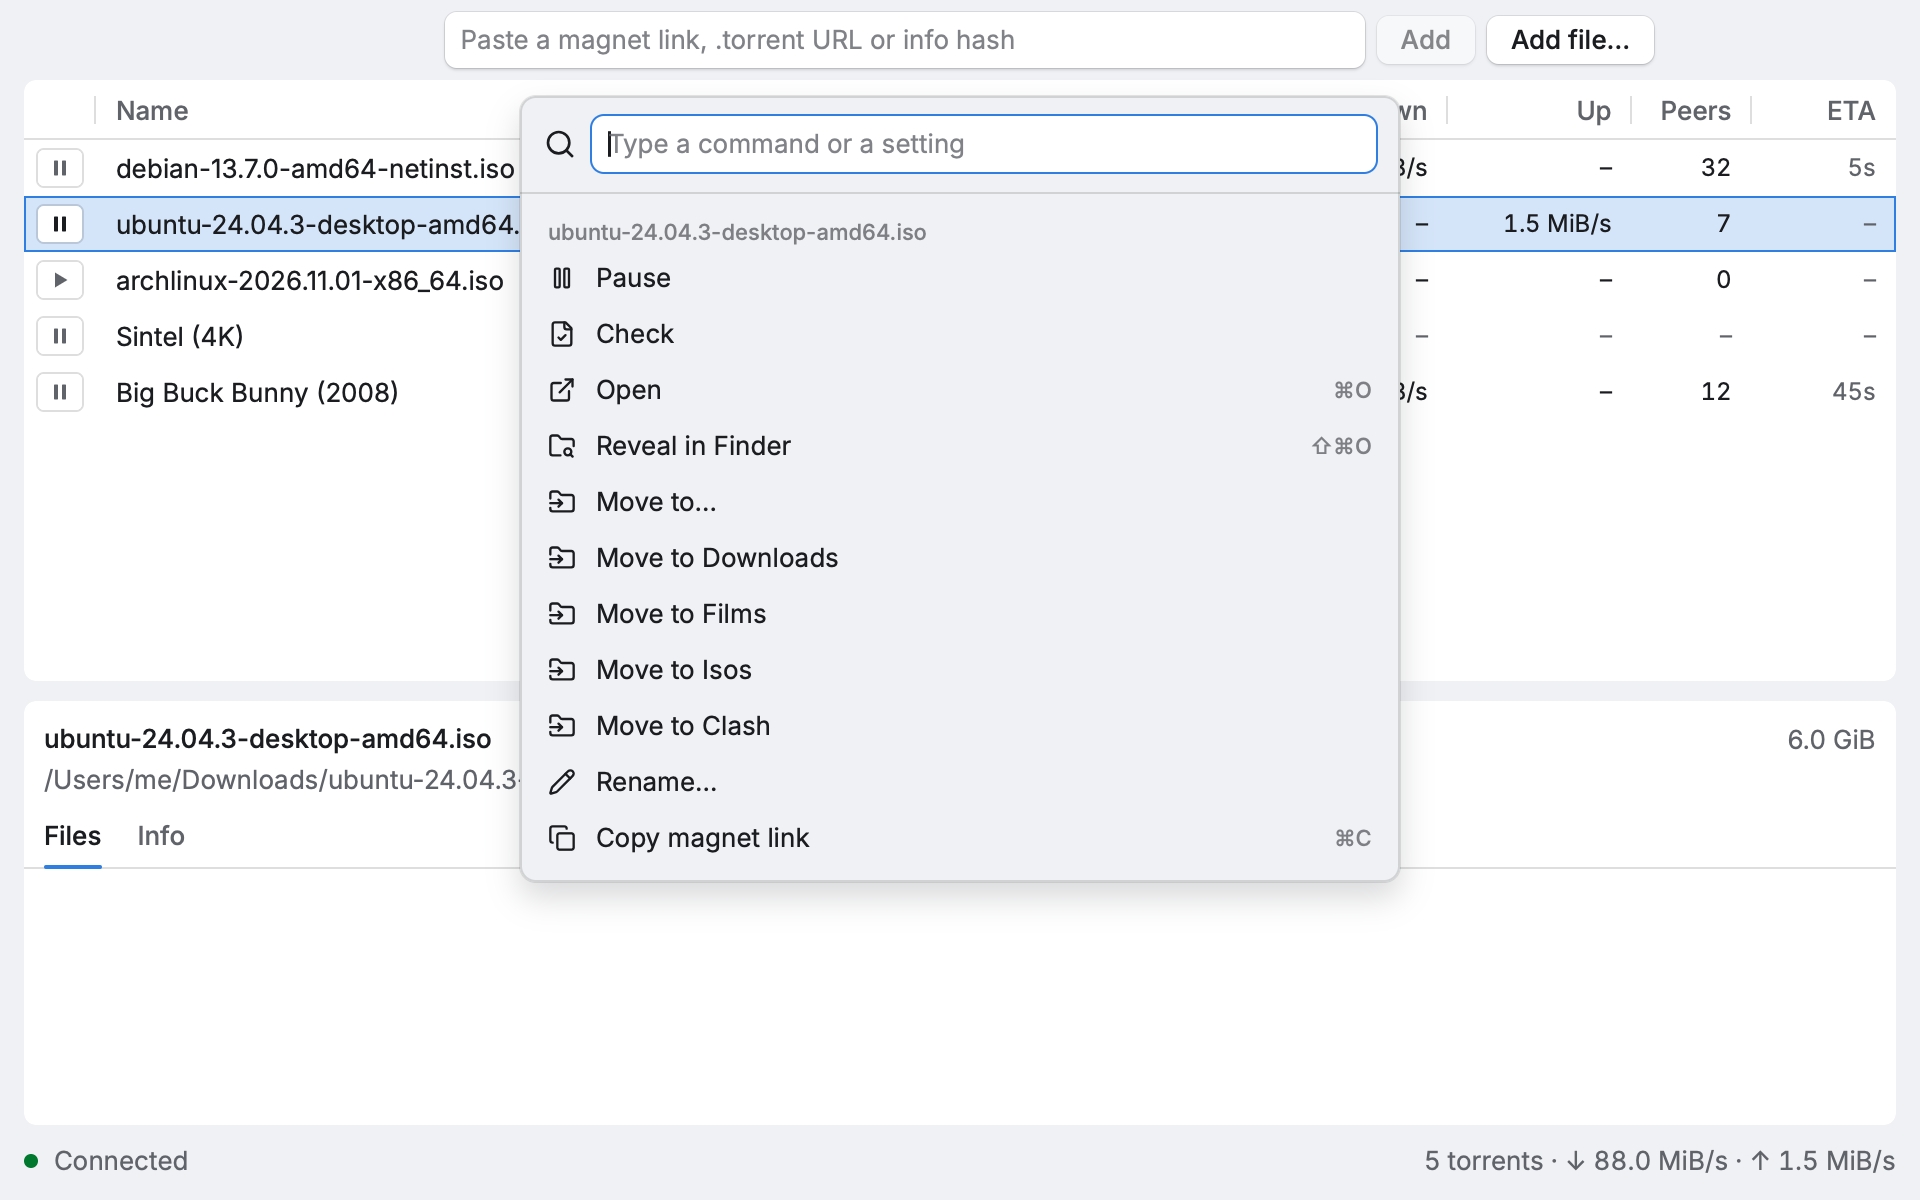 Paste a magnet link, .torrent URL or info hash Add Add file...
Name Up Peers ETA
Type a command or a setting
debian-13.7.0-amd64-netinst.iso – 32 5s
ubuntu-24.04.3-desktop-amd64. – 1.5 MiB/s 7 –
archlinux-2026.11.01-x86_64.iso – – 0 –
Sintel (4K) – – – –
Big Buck Bunny (2008) – 12 45s
ubuntu-24.04.3-desktop-amd64.iso
Pause
Check
Open ⌘O
Reveal in Finder ⇧⌘O
Move to...
Move to Downloads
Move to Films
Move to Isos
Move to Clash
Rename...
Copy magnet link ⌘C
ubuntu-24.04.3-desktop-amd64.iso 6.0 GiB
/Users/me/Downloads/ubuntu-24.04.3-
Files Info
Connected 5 torrents · ↓ 88.0 MiB/s · ↑ 1.5 MiB/s